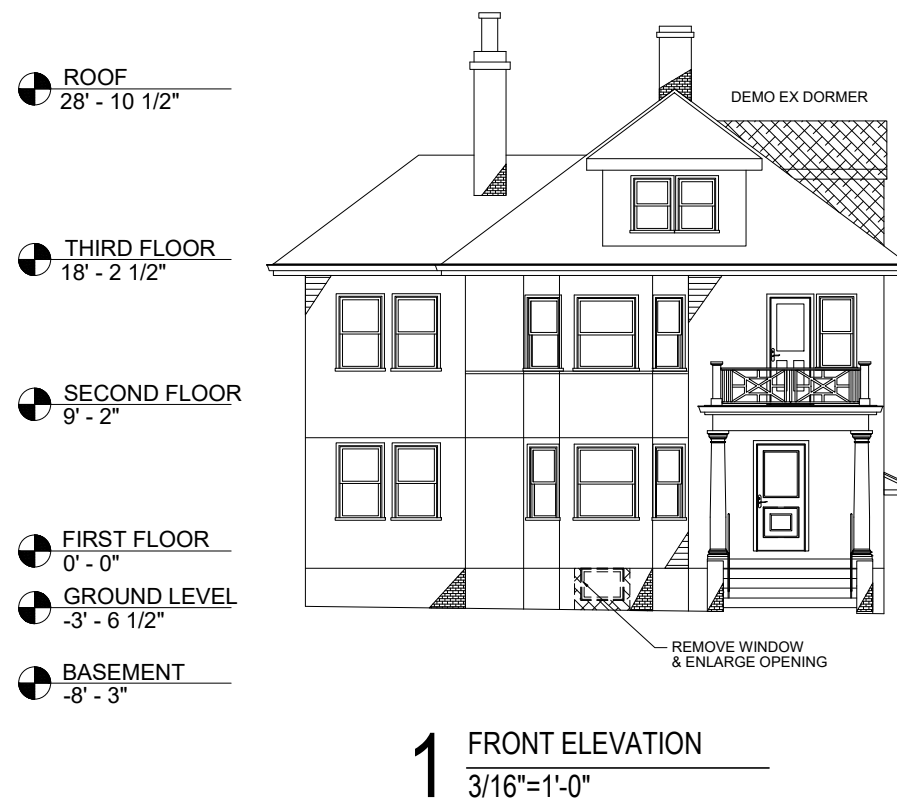 ROOF
28' - 10 1/2"
DEMO EX DORMER
THIRD FLOOR
18' - 2 1/2"
SECOND FLOOR
9' - 2"
FIRST FLOOR
0' - 0"
GROUND LEVEL
-3' - 6 1/2"
REMOVE WINDOW
& ENLARGE OPENING
BASEMENT
-8' - 3"
1
FRONT ELEVATION
3/16"=1'-0"